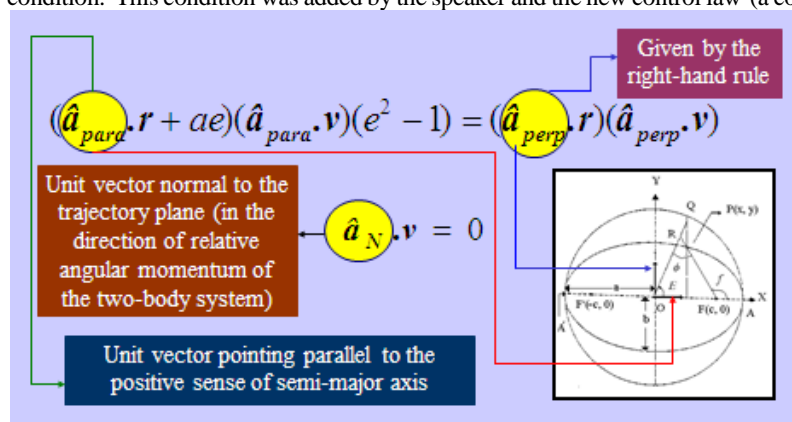 condition. This condition was added by the speaker and the new control law (a co
Given by the
right-hand rule
((â_para.r + ae)(â_para.v)(e² − 1) = (â_perp.r)(â_perp.v)
Unit vector normal to the
trajectory plane (in the
direction of relative
angular momentum of
the two-body system)
â_N.v = 0
Unit vector pointing parallel to the
positive sense of semi-major axis
Y
Q
P(x, y)
R
ϕ
f
a
E
X
F'(-c, 0)
O
F(c, 0)
A
A'
b